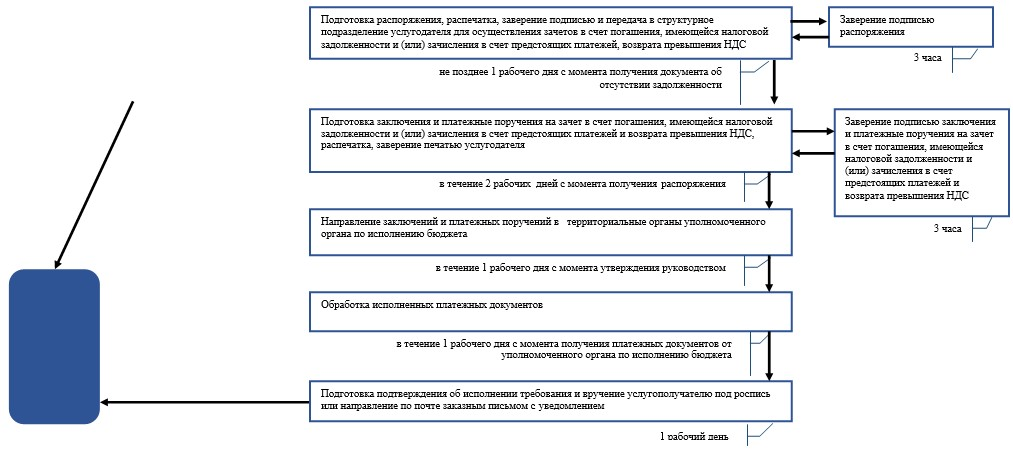 Подготовка распоряжения, распечатка, заверение подписью и передача в структурное
подразделение услугодателя для осуществления зачетов в счет погашения, имеющейся налоговой
задолженности и (или) зачисления в счет предстоящих платежей, возврата превышения НДС
Заверение подписью
распоряжения
3 часа
не позднее 1 рабочего дня с момента получения документа об
отсутствии задолженности
Подготовка заключения и платежные поручения на зачет в счет погашения, имеющейся налоговой
задолженности и (или) зачисления в счет предстоящих платежей и возврата превышения НДС,
распечатка, заверение печатью услугодателя
Заверение подписью заключения
и платежные поручения на зачет
в счет погашения, имеющейся
налоговой задолженности и
(или) зачисления в счет
предстоящих платежей и
возврата превышения НДС
3 часа
в течение 2 рабочих дней с момента получения распоряжения
Направление заключений и платежных поручений в территориальные органы уполномоченного
органа по исполнению бюджета
в течение 1 рабочего дня с момента утверждения руководством
Обработка исполненных платежных документов
в течение 1 рабочего дня с момента получения платежных документов от
уполномоченного органа по исполнению бюджета
Подготовка подтверждения об исполнении требования и вручение услугополучателю под роспись
или направление по почте заказным письмом с уведомлением
1 рабочий день